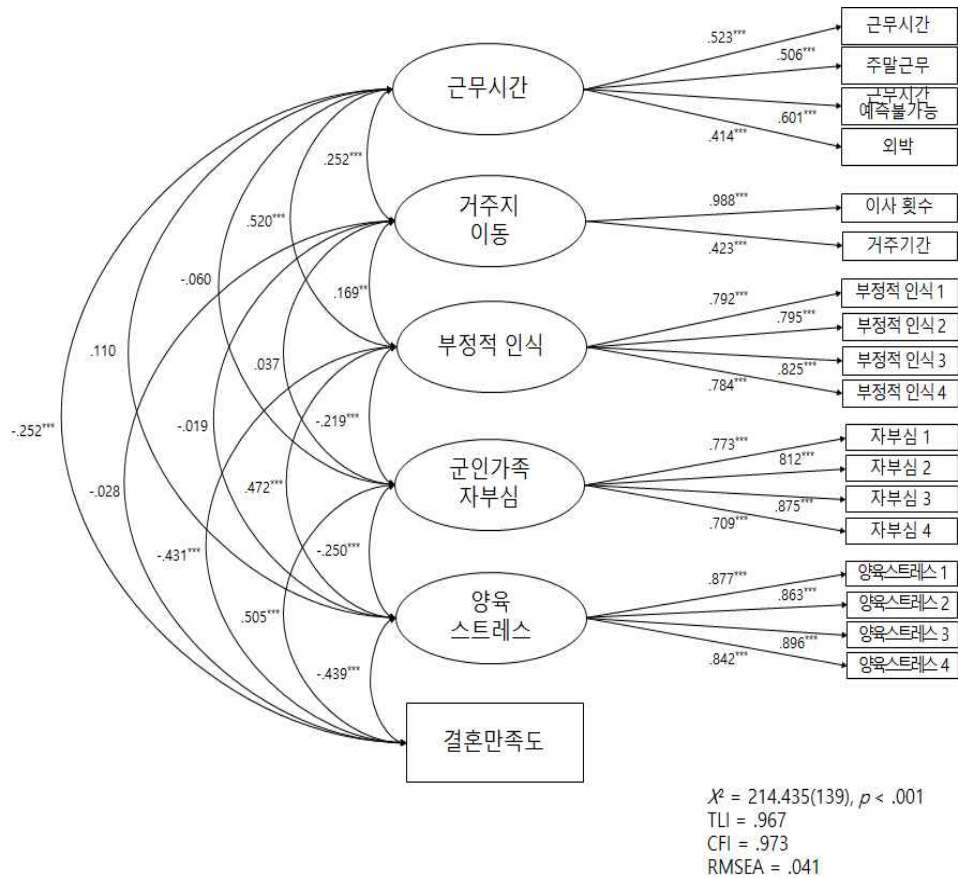 근무시간
거주지
이동
부정적 인식
군인가족
자부심
양육
스트레스
결혼만족도
.252***
.169**
-.219***
-.250***
-.439***
.520***
.037
.472***
.505***
-.060
-.019
-.431***
.110
-.028
-.252***
.523***
.506***
.601***
.414***
.988***
.423***
.792***
.795***
.825***
.784***
.773***
812***
.875***
.709***
.877***
.863***
.896***
.842***
근무시간
주말근무
근무시간
예측불가능
외박
이사 횟수
거주기간
부정적 인식 1
부정적 인식 2
부정적 인식 3
부정적 인식 4
자부심 1
자부심 2
자부심 3
자부심 4
양육스트레스 1
양육스트레스 2
양육스트레스 3
양육스트레스 4
X² = 214.435(139), p < .001
TLI = .967
CFI = .973
RMSEA = .041